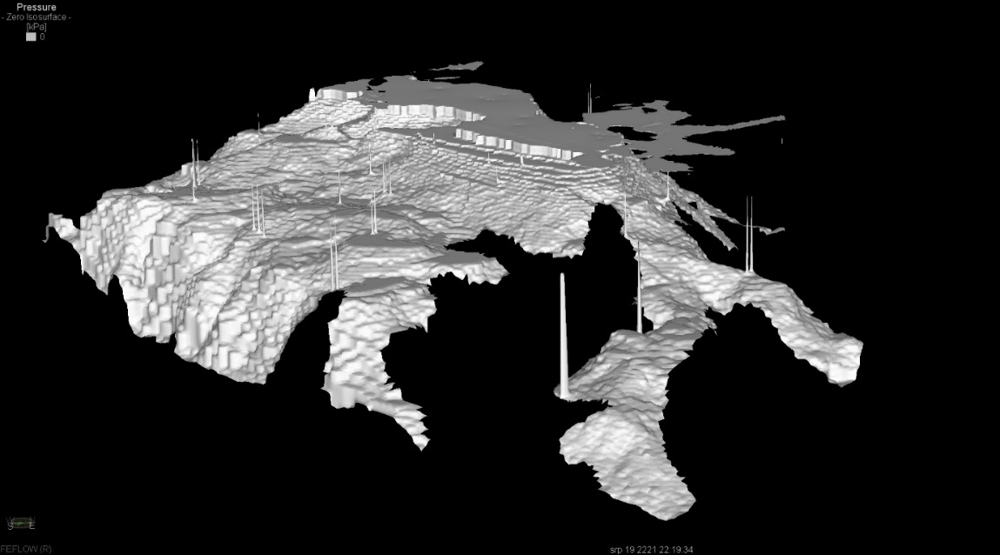 Pressure
- Zero Isosurface -
[kPa]
0
S E
FEFLOW (R)
srp 19 2221 22:19:34